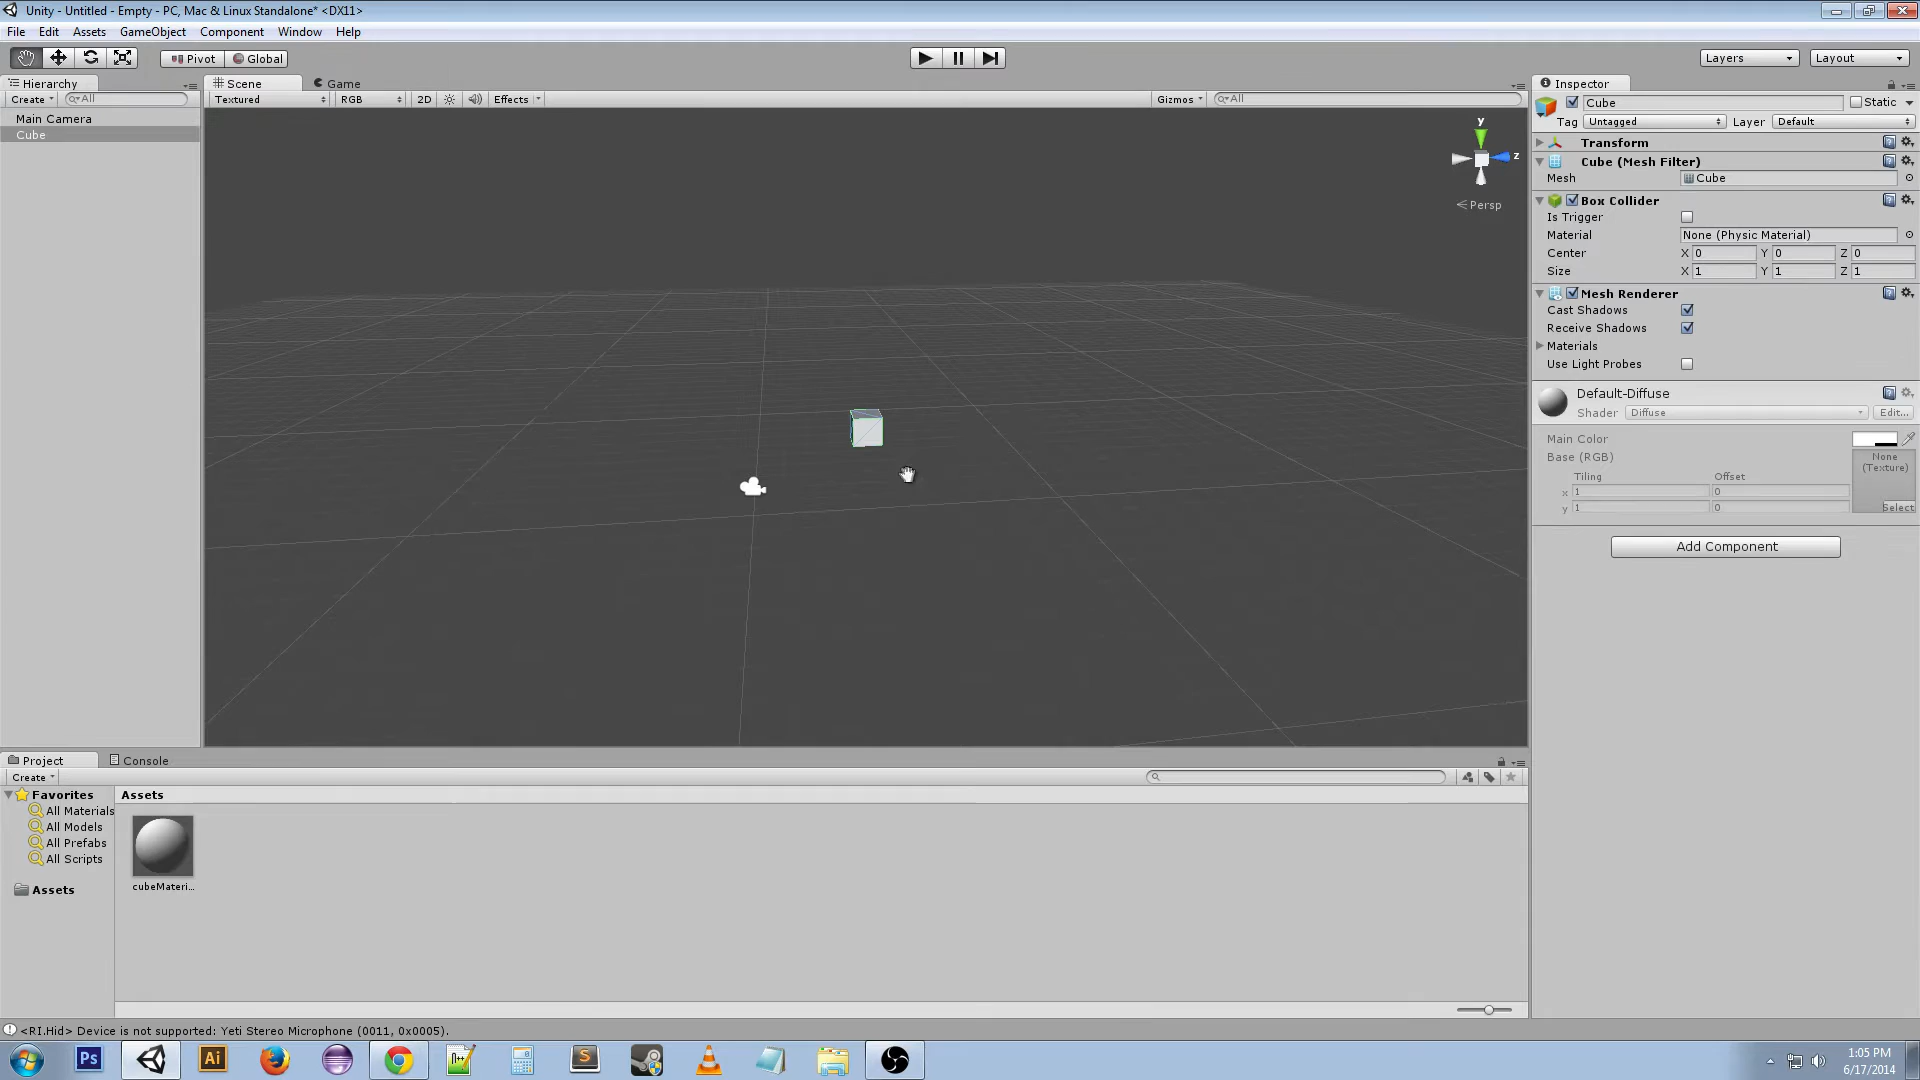 Unity - Untitled - Empty - PC, Mac & Linux Standalone* <DX11>
File Edit Assets GameObject Component Window Help
Pivot Global Layers Layout
Hierarchy
Create All
Main Camera
Cube
Scene Game
Textured RGB 2D Effects Gizmos All
y
z
Persp
Inspector
Cube Static
Tag Untagged Layer Default
Transform
Cube (Mesh Filter)
Mesh Cube
Box Collider
Is Trigger
Material None (Physic Material)
Center X 0 Y 0 Z 0
Size X 1 Y 1 Z 1
Mesh Renderer
Cast Shadows
Receive Shadows
Materials
Use Light Probes
Default-Diffuse
Shader Diffuse Edit...
Main Color
Base (RGB) None
(Texture)
Tiling Offset
x 1 0
y 1 0 Select
Add Component
Project Console
Create
Favorites
All Materials
All Models
All Prefabs
All Scripts
Assets
Assets
cubeMateri...
<RI.Hid> Device is not supported: Yeti Stereo Microphone (0011, 0x0005).
Ps Ai S
1:05 PM
6/17/2014